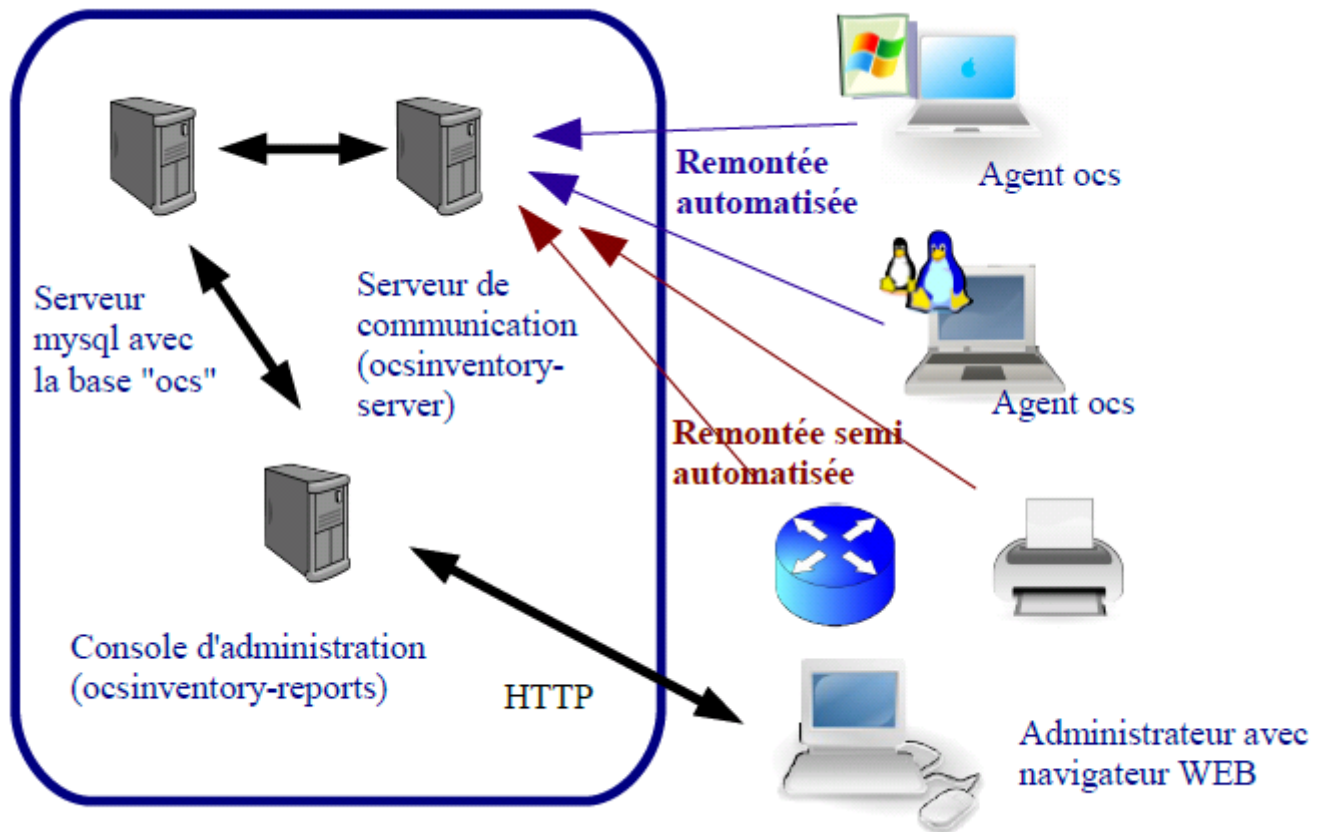 Agent ocs
Remontée
automatisée
Serveur
mysql avec
la base "ocs"
Serveur de
communication
(ocsinventory-
server)
Agent ocs
Remontée semi
automatisée
Console d'administration
(ocsinventory-reports)
HTTP
Administrateur avec
navigateur WEB